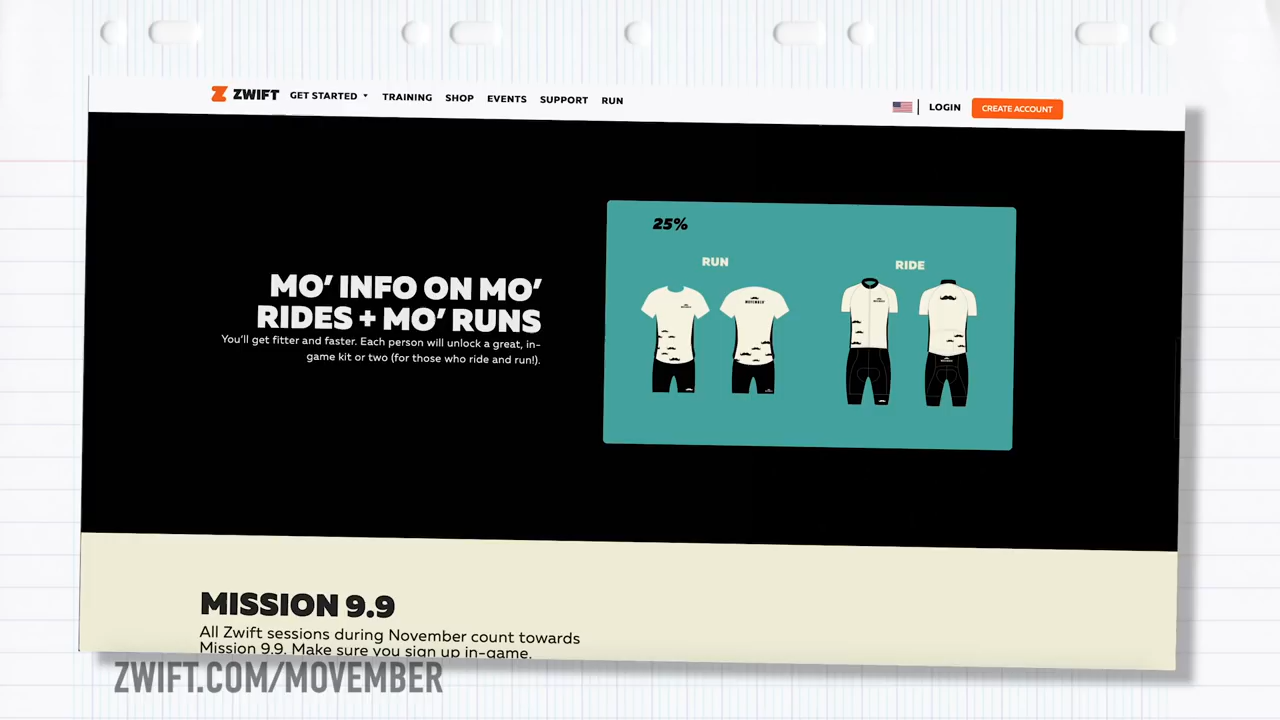 ZWIFT GET STARTED TRAINING SHOP EVENTS SUPPORT RUN LOGIN CREATE ACCOUNT
MO' INFO ON MO'
RIDES + MO' RUNS
You'll get fitter and faster. Each person will unlock a great, in-
game kit or two (for those who ride and run!).
25%
RUN
RIDE
MOVEMBER
MISSION 9.9
All Zwift sessions during November count towards
Mission 9.9. Make sure you sign up in-game.
ZWIFT.COM/MOVEMBER